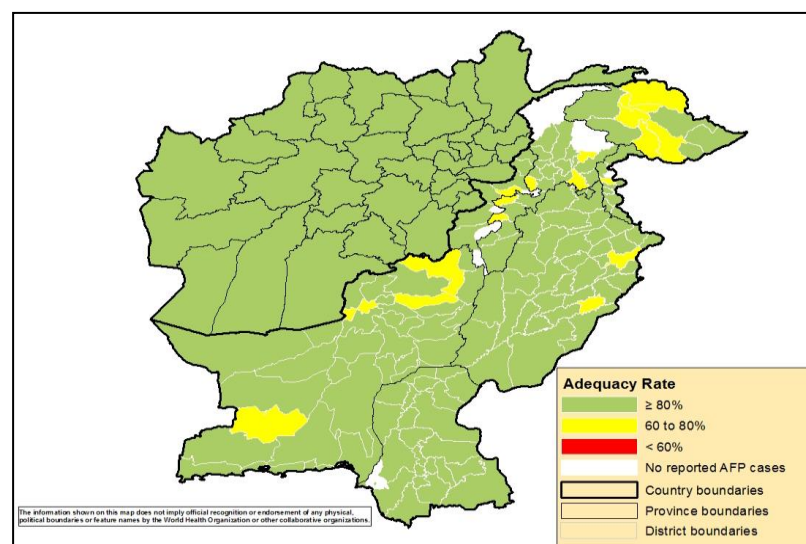 Adequacy Rate
≥ 80%
60 to 80%
< 60%
No reported AFP cases
Country boundaries
Province boundaries
District boundaries
The information shown on this map does not imply official recognition or endorsement of any physical,
political boundaries or feature names by the World Health Organization or other collaborative organizations.